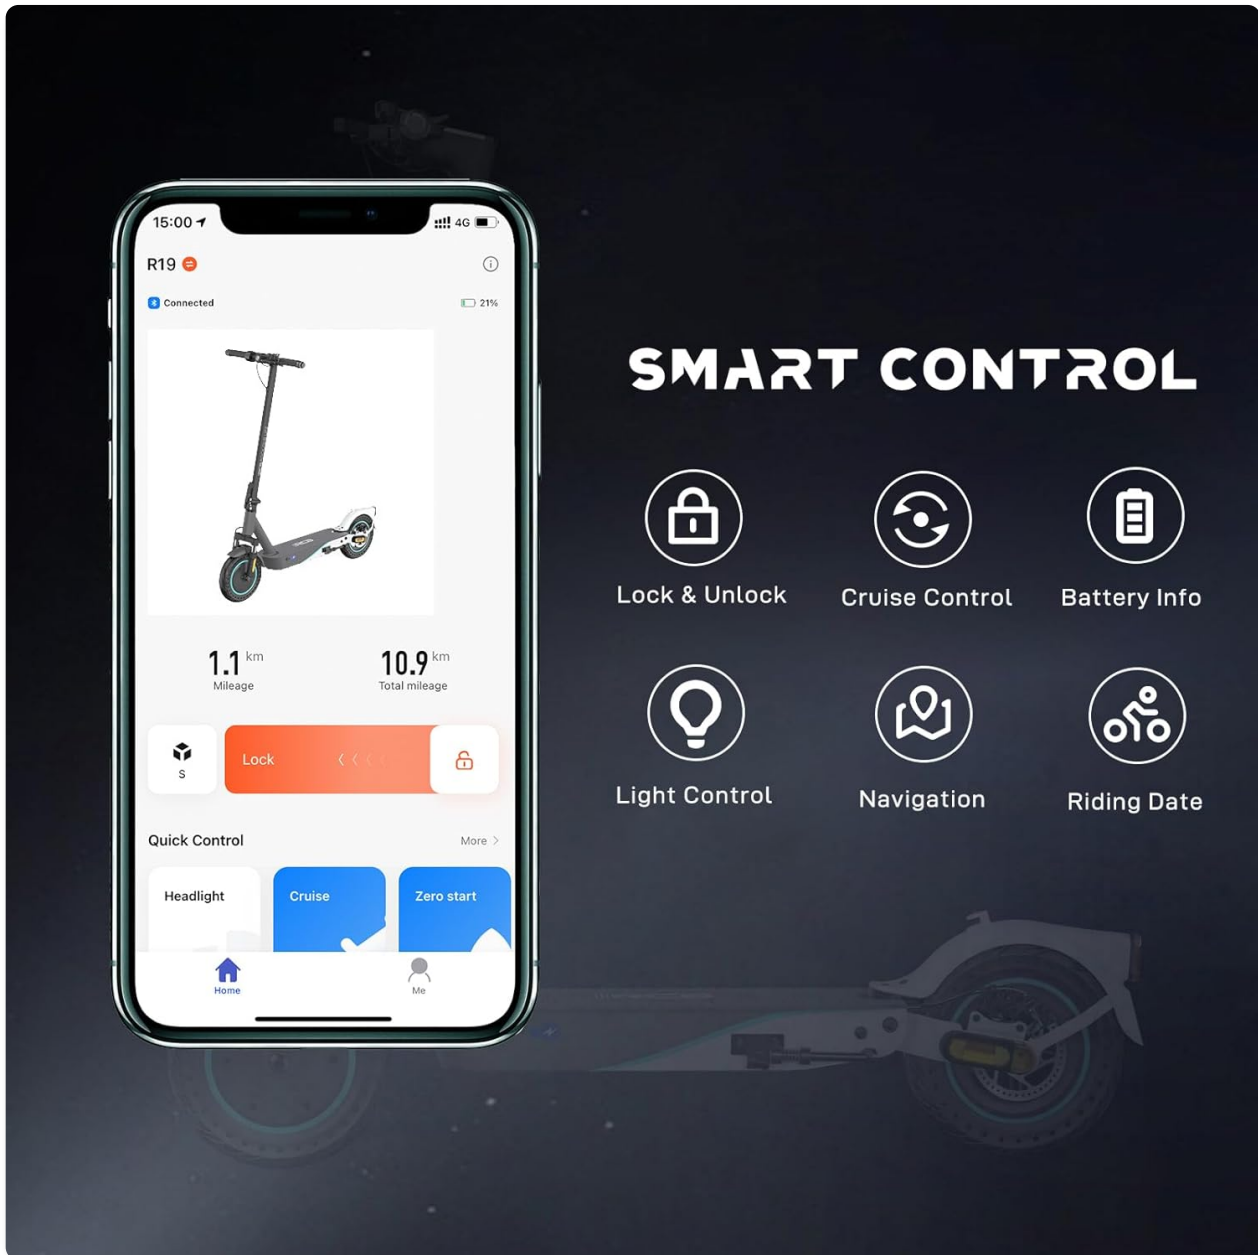 15:00
4G
R19
Connected
21%
SMART CONTROL
Lock & Unlock
Cruise Control
Battery Info
Light Control
Navigation
Riding Date
1.1 km
Mileage
10.9 km
Total mileage
S
Lock
Quick Control
More
Headlight
Cruise
Zero start
Home
Me